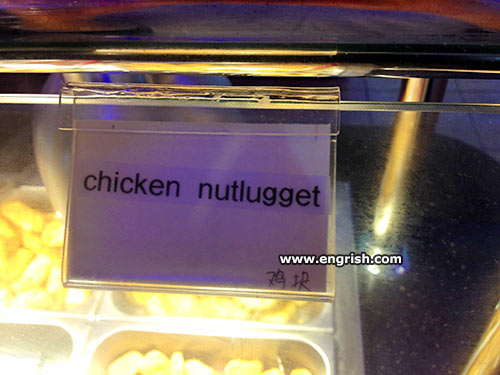 chicken nutlugget
www.engrish.com
鸡块